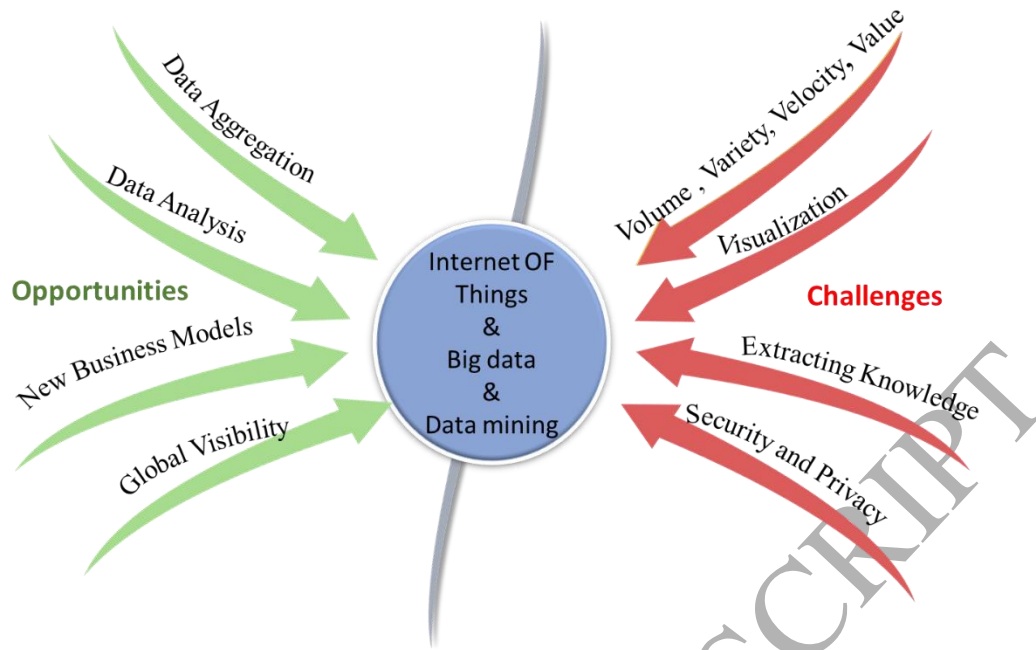 Data Aggregation
Data Analysis
Opportunities
New Business Models
Global Visibility
Internet OF
Things
&
Big data
&
Data mining
Volume , Variety, Velocity, Value
Visualization
Challenges
Extracting Knowledge
Security and Privacy
SCRIPT